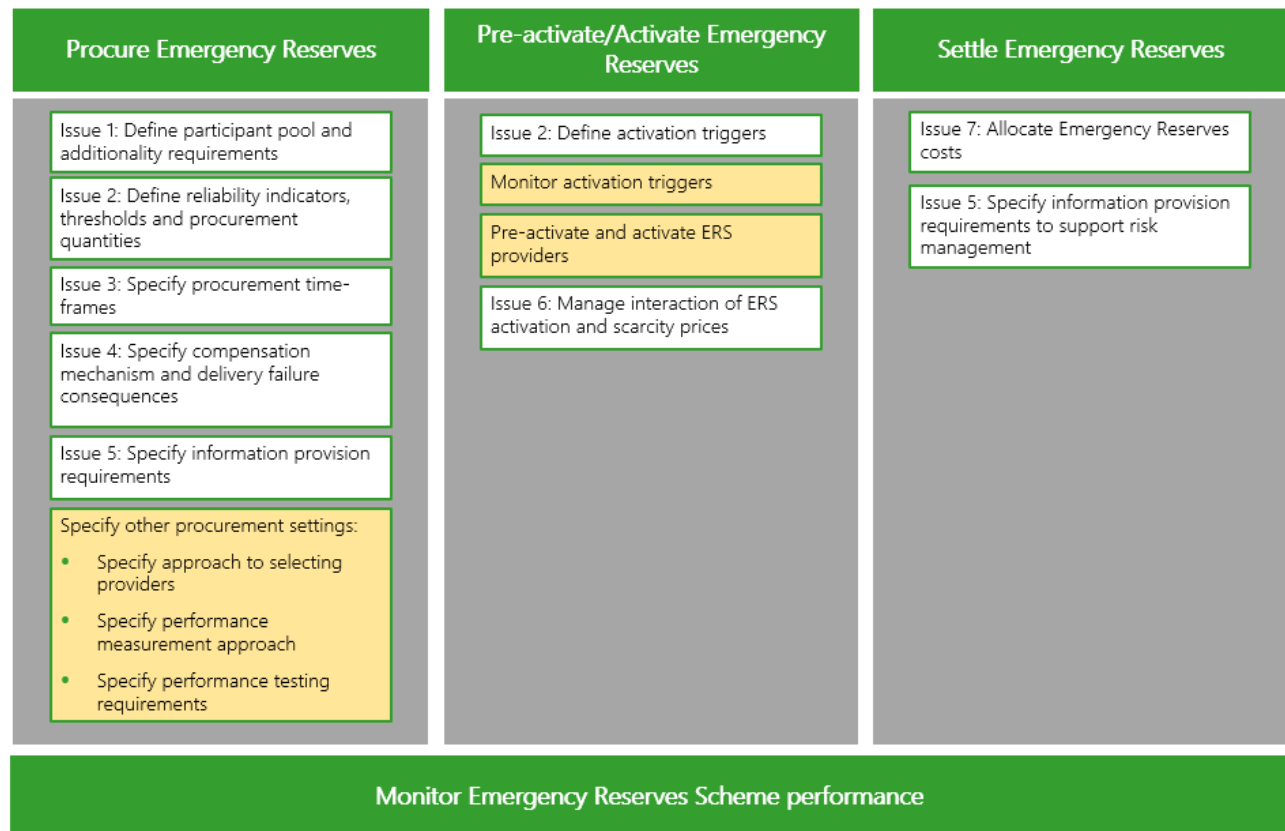 Procure Emergency Reserves
Issue 1: Define participant pool and
additionality requirements
Issue 2: Define reliability indicators,
thresholds and procurement
quantities
Issue 3: Specify procurement time-
frames
Issue 4: Specify compensation
mechanism and delivery failure
consequences
Issue 5: Specify information provision
requirements
Specify other procurement settings:
• Specify approach to selecting
providers
• Specify performance
measurement approach
• Specify performance testing
requirements
Pre-activate/Activate Emergency
Reserves
Issue 2: Define activation triggers
Monitor activation triggers
Pre-activate and activate ERS
providers
Issue 6: Manage interaction of ERS
activation and scarcity prices
Settle Emergency Reserves
Issue 7: Allocate Emergency Reserves
costs
Issue 5: Specify information provision
requirements to support risk
management
Monitor Emergency Reserves Scheme performance